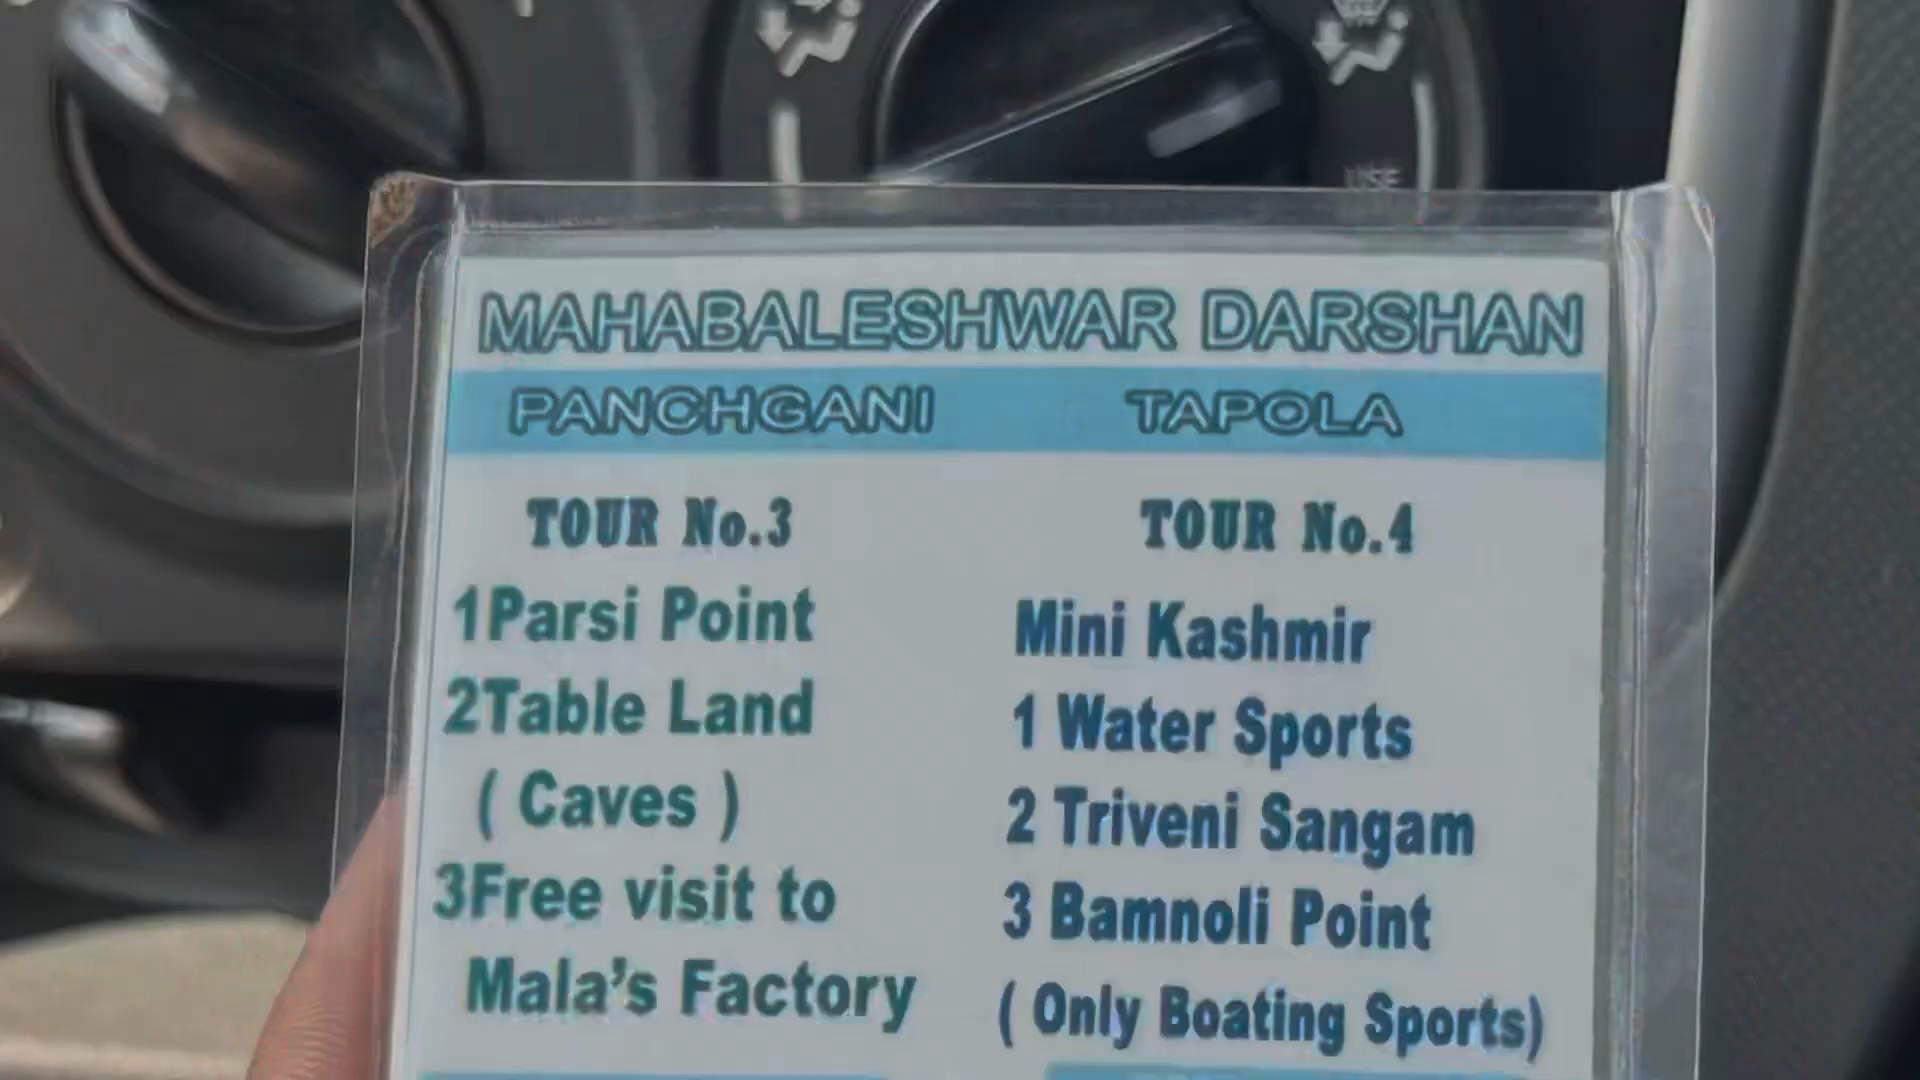 USE
MAHABALESHWAR DARSHAN
PANCHGANI
TOUR No.3
1Parsi Point
2Table Land
( Caves )
3Free visit to
Mala's Factory
TAPOLA
TOUR No.4
Mini Kashmir
1 Water Sports
2 Triveni Sangam
3 Bamnoli Point
( Only Boating Sports)